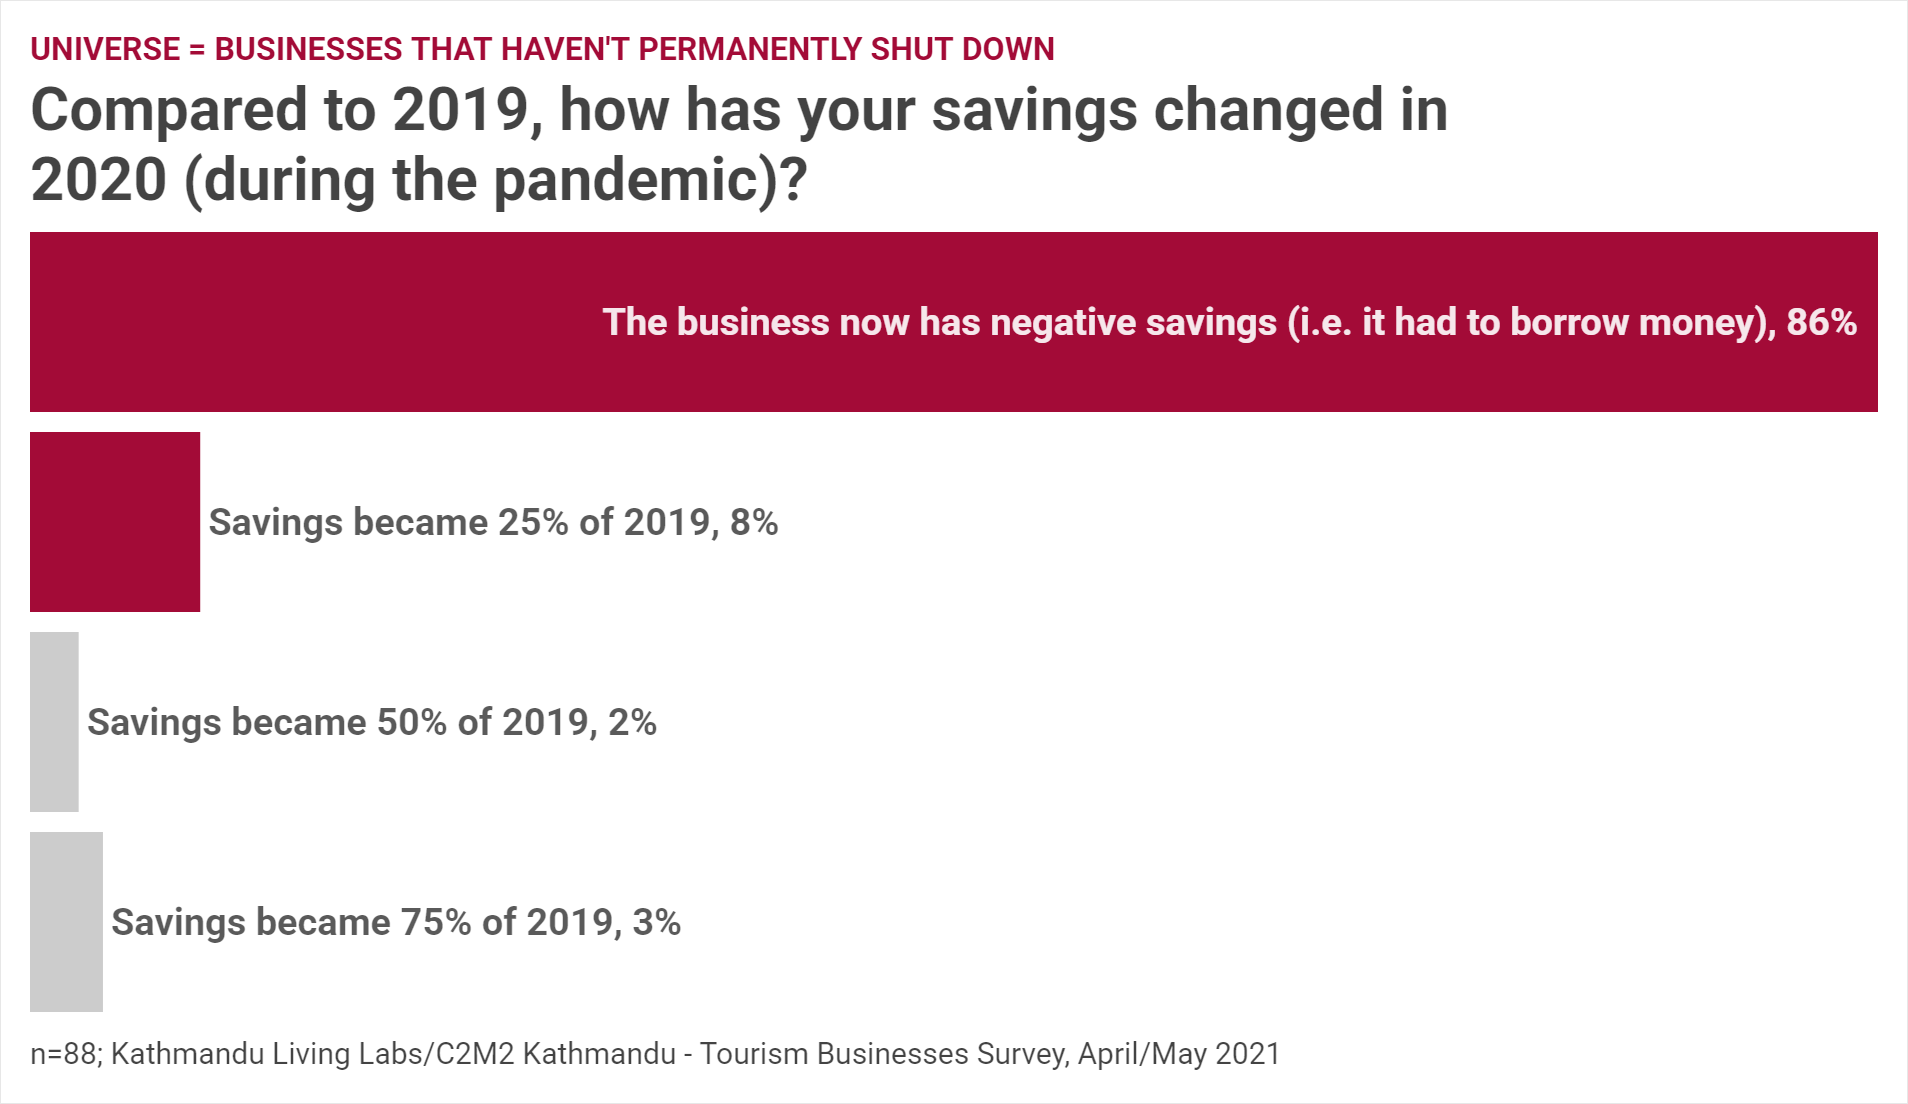 UNIVERSE = BUSINESSES THAT HAVEN'T PERMANENTLY SHUT DOWN
Compared to 2019, how has your savings changed in
2020 (during the pandemic)?
The business now has negative savings (i.e. it had to borrow money), 86%
Savings became 25% of 2019, 8%
Savings became 50% of 2019, 2%
Savings became 75% of 2019, 3%
n=88; Kathmandu Living Labs/C2M2 Kathmandu - Tourism Businesses Survey, April/May 2021